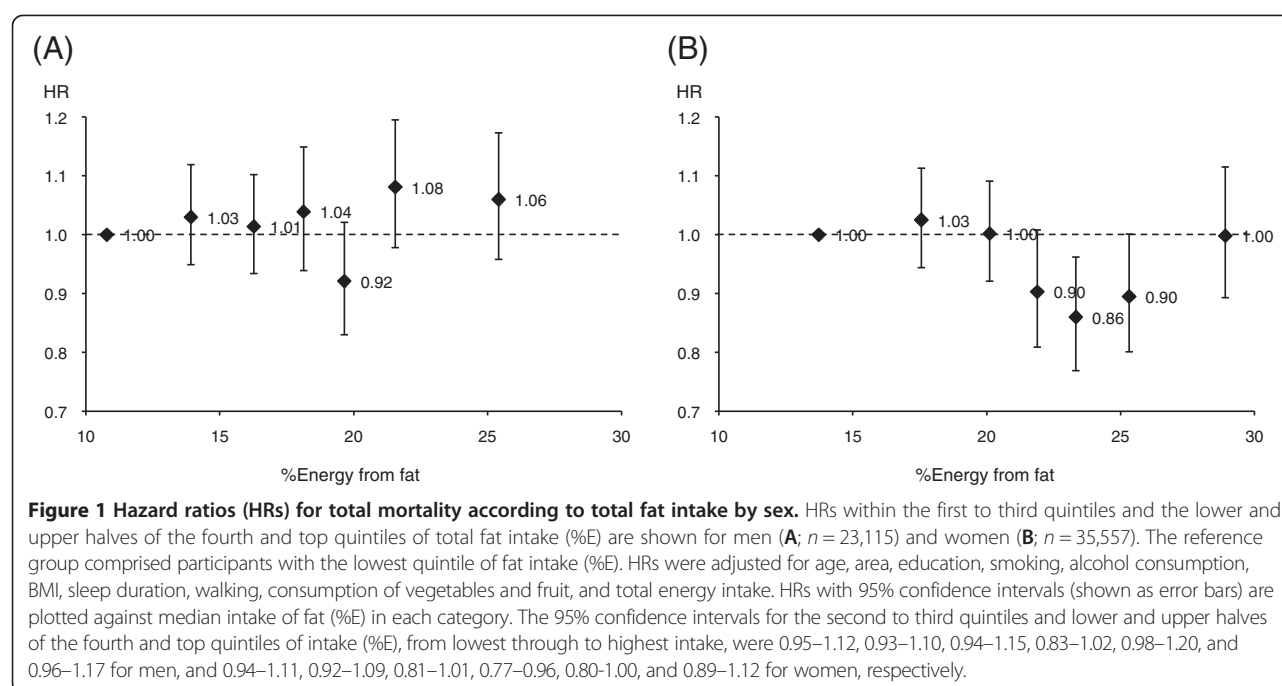 (A)
HR
1.2
1.1
1.0
0.9
0.8
0.7
1.00
1.03
1.01
1.04
0.92
1.08
1.06
10 15 20 25 30
%Energy from fat
(B)
HR
1.2
1.1
1.0
0.9
0.8
0.7
1.00
1.03
1.00
0.90
0.86
0.90
1.00
10 15 20 25 30
%Energy from fat
Figure 1 Hazard ratios (HRs) for total mortality according to total fat intake by sex. HRs within the first to third quintiles and the lower and
upper halves of the fourth and top quintiles of total fat intake (%E) are shown for men (A; n = 23,115) and women (B; n = 35,557). The reference
group comprised participants with the lowest quintile of fat intake (%E). HRs were adjusted for age, area, education, smoking, alcohol consumption,
BMI, sleep duration, walking, consumption of vegetables and fruit, and total energy intake. HRs with 95% confidence intervals (shown as error bars) are
plotted against median intake of fat (%E) in each category. The 95% confidence intervals for the second to third quintiles and lower and upper halves
of the fourth and top quintiles of intake (%E), from lowest through to highest intake, were 0.95–1.12, 0.93–1.10, 0.94–1.15, 0.83–1.02, 0.98–1.20, and
0.96–1.17 for men, and 0.94–1.11, 0.92–1.09, 0.81–1.01, 0.77–0.96, 0.80-1.00, and 0.89–1.12 for women, respectively.